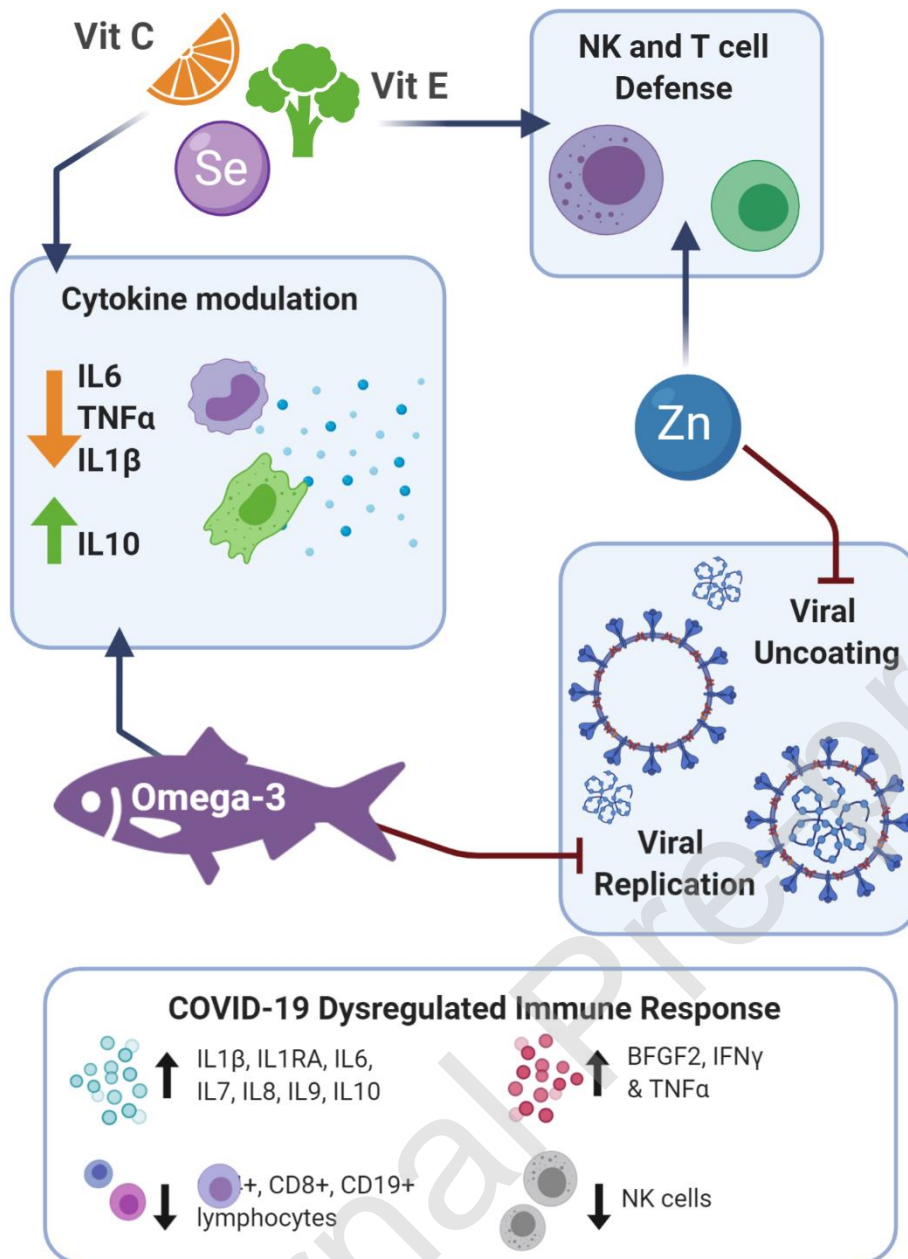 Vit C
Vit E
Se
NK and T cell
Defense
Cytokine modulation
IL6
TNFα
IL1β
IL10
Zn
Viral
Uncoating
Omega-3
Viral
Replication
COVID-19 Dysregulated Immune Response
IL1β, IL1RA, IL6,
IL7, IL8, IL9, IL10
BFGF2, IFNγ
& TNFα
CD8+, CD19+
lymphocytes
NK cells